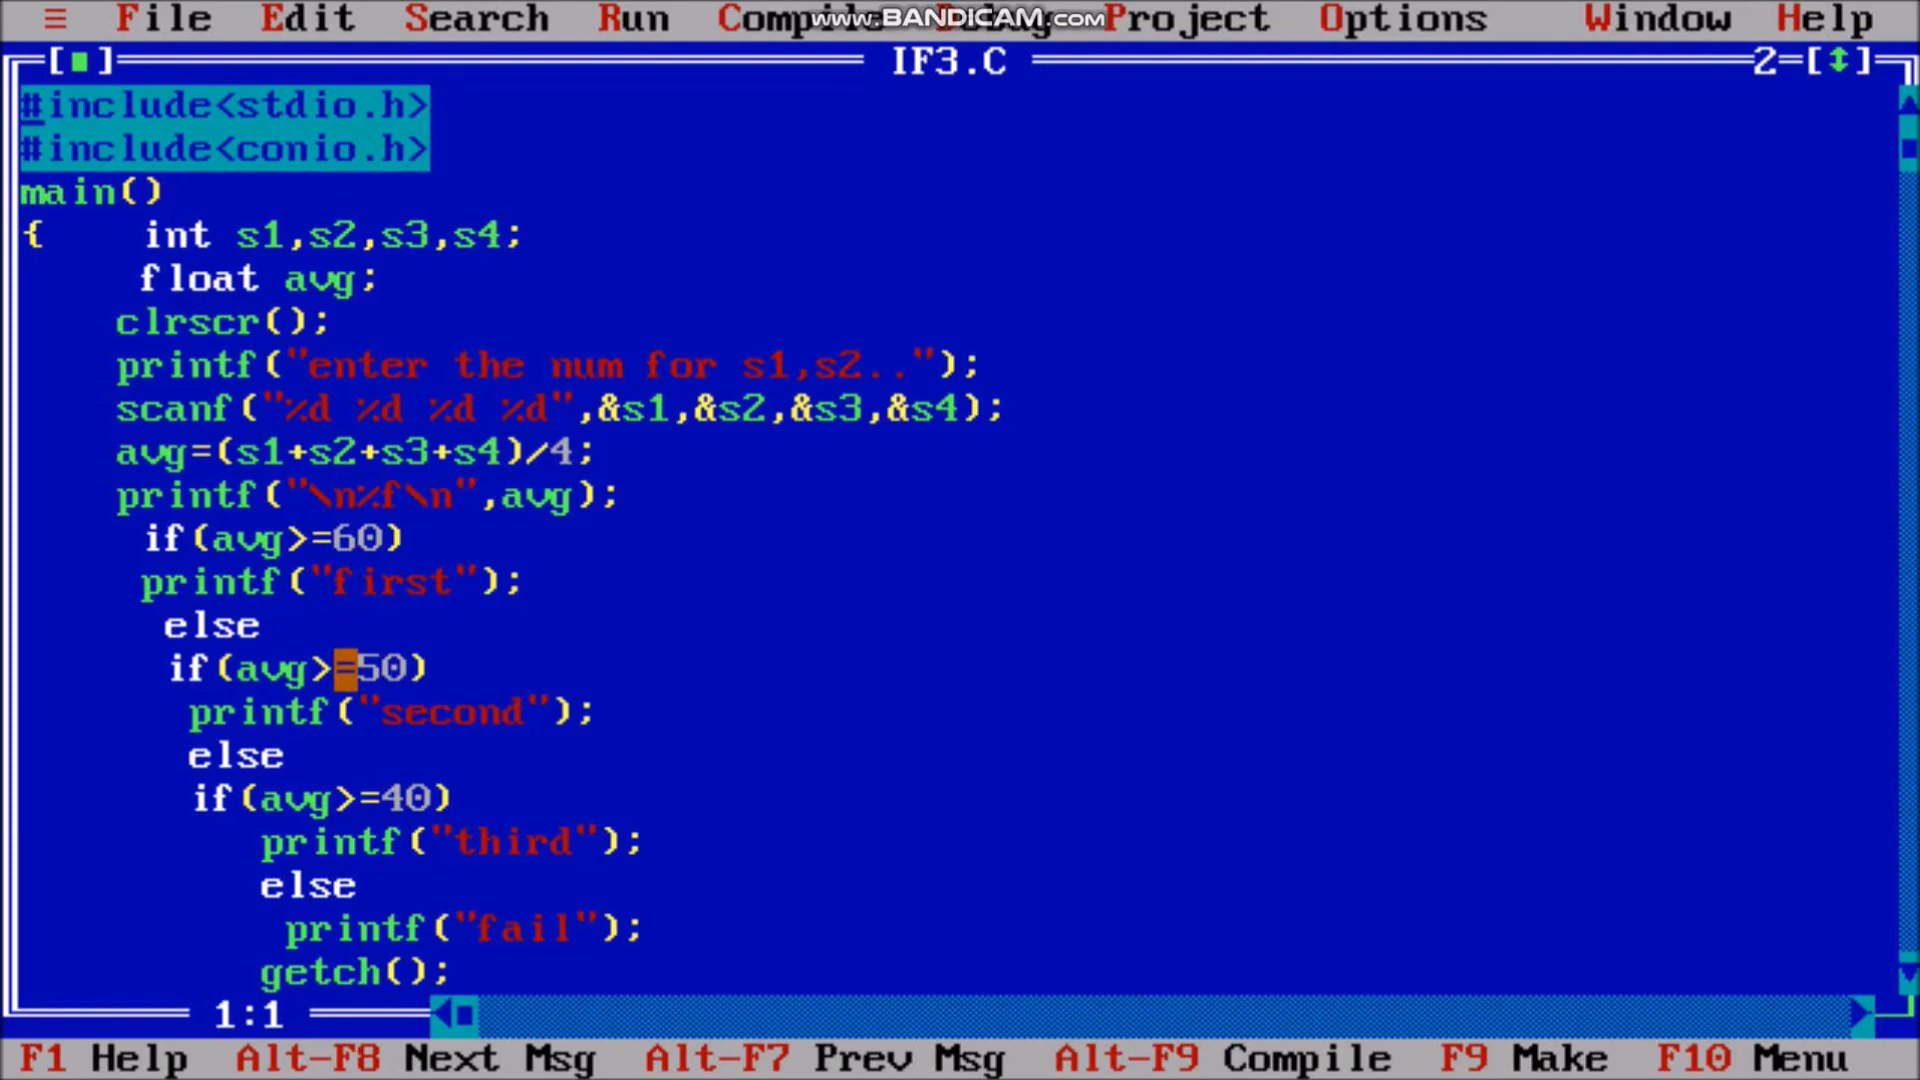 ≡ File Edit Search Run Compile Debug Project Options Window Help
www.BANDICAM.com
[■] IF3.C 2=[↕]
#include<stdio.h>
#include<conio.h>
main()
{ int s1,s2,s3,s4;
float avg;
clrscr();
printf("enter the num for s1,s2..");
scanf("%d %d %d %d",&s1,&s2,&s3,&s4);
avg=(s1+s2+s3+s4)/4;
printf("\n%f\n",avg);
if(avg>=60)
printf("first");
else
if(avg>=50)
printf("second");
else
if(avg>=40)
printf("third");
else
printf("fail");
getch();
1:1
F1 Help Alt-F8 Next Msg Alt-F7 Prev Msg Alt-F9 Compile F9 Make F10 Menu